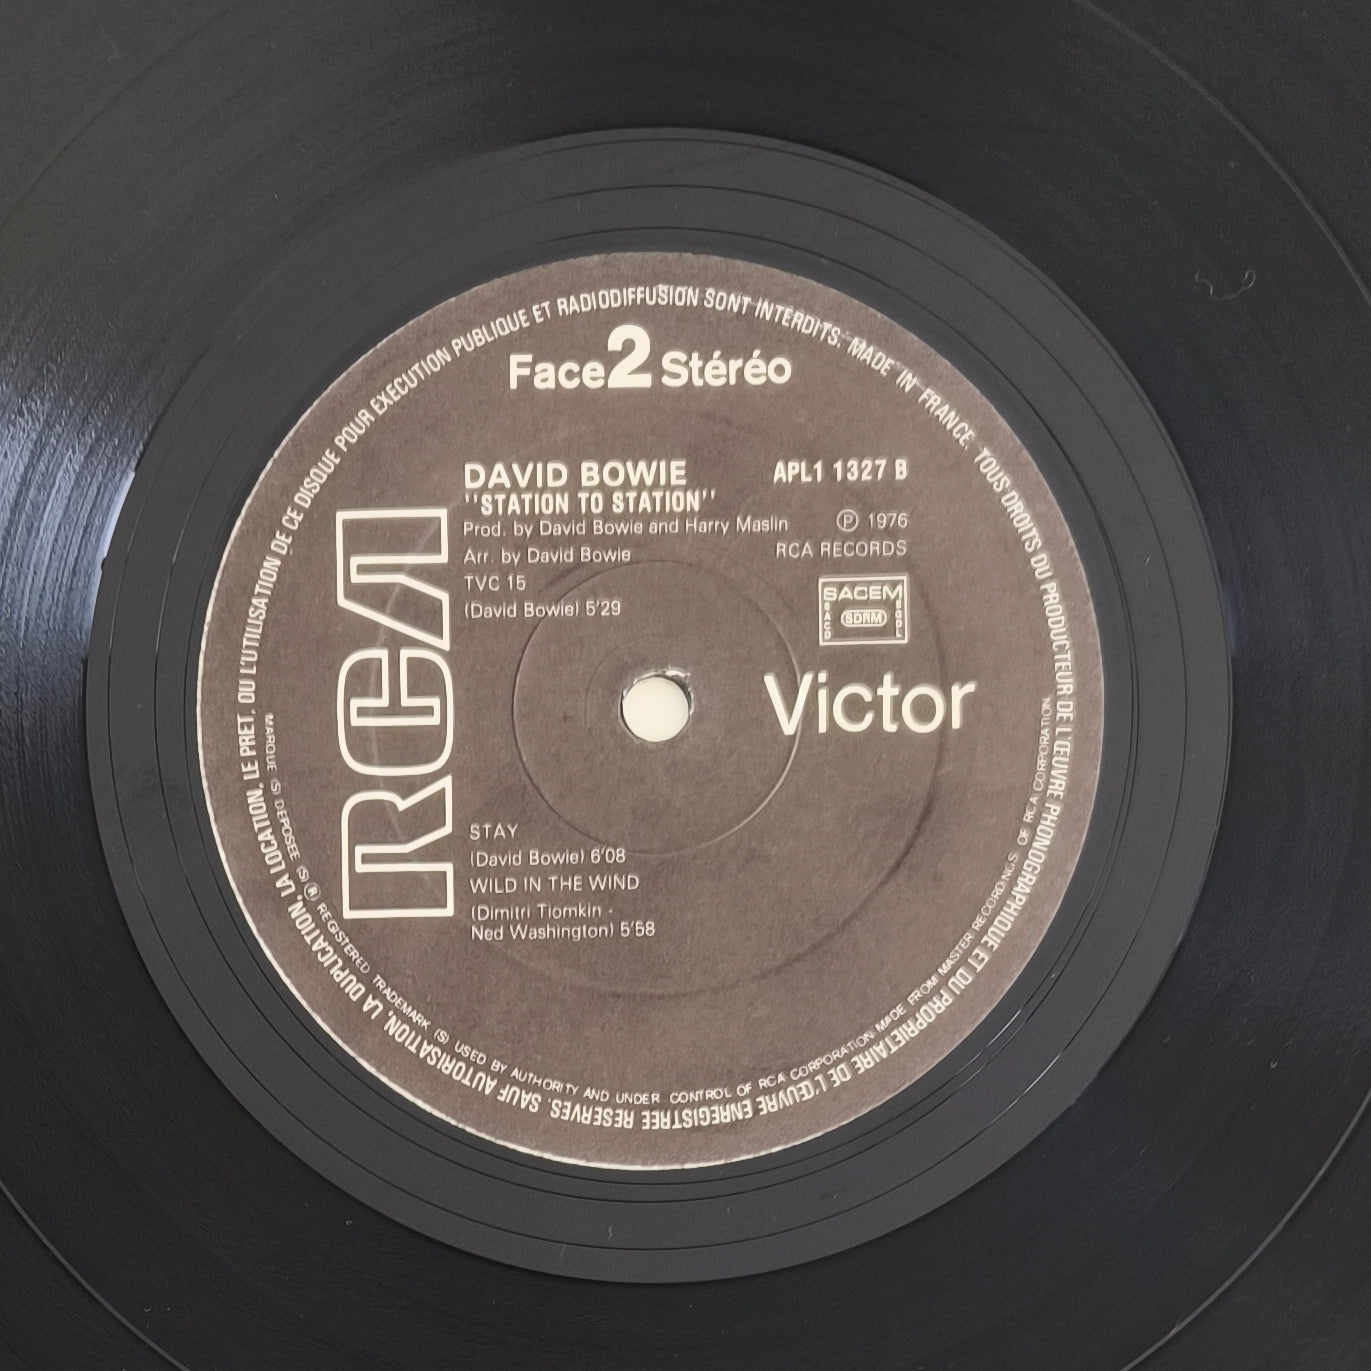 Face 2 Stéréo
DAVID BOWIE
"STATION TO STATION"
Prod. by David Bowie and Harry Maslin
Arr. by David Bowie
TVC 15
(David Bowie) 5'29
APL1 1327 B
Ⓟ 1976
RCA RECORDS
SACEM
SACD
SDRM
SGDL
RCA
Victor
STAY
(David Bowie) 6'08
WILD IN THE WIND
(Dimitri Tiomkin -
Ned Washington) 5'58
TOUS DROITS DU PRODUCTEUR DE L'ŒUVRE PHONOGRAPHIQUE ET DU PROPRIETAIRE DE L'ŒUVRE ENREGISTREE RESERVES. SAUF AUTORISATION, LA DUPLICATION, LA LOCATION, LE PRET, OU L'UTILISATION DE CE DISQUE POUR EXECUTION PUBLIQUE ET RADIODIFFUSION SONT INTERDITS. MADE IN FRANCE.
MARQUE (S) DEPOSEE (S) ® REGISTERED TRADEMARK (S) USED BY AUTHORITY AND UNDER CONTROL OF RCA CORPORATION MADE FROM MASTER RECORDINGS OF RCA CORPORATION.